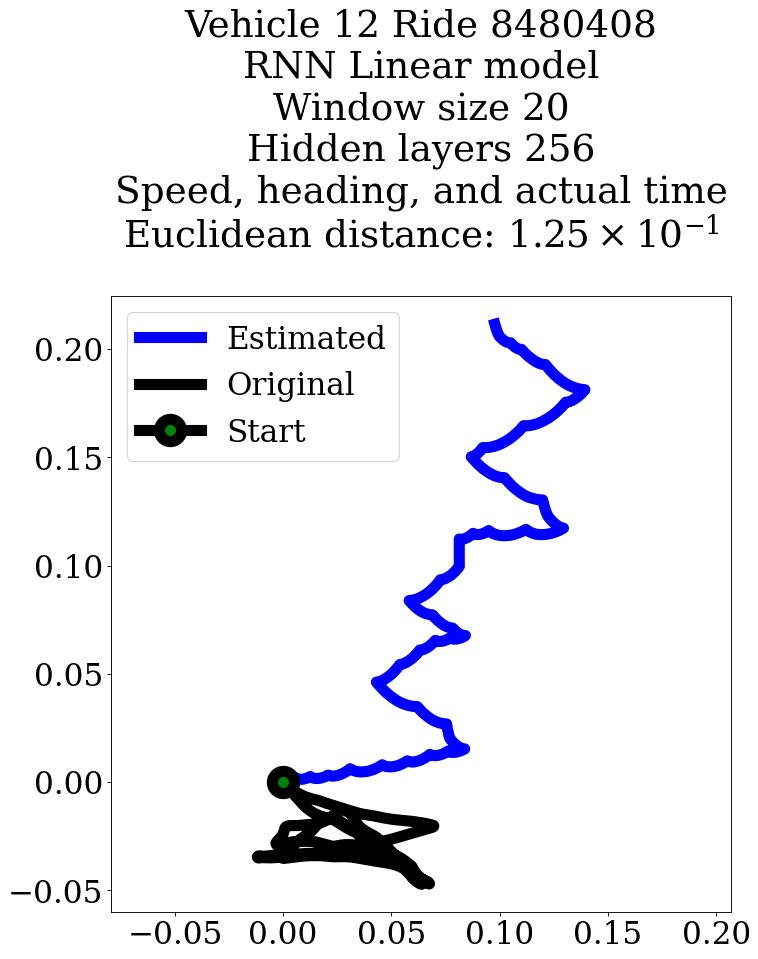 Vehicle 12 Ride 8480408
RNN Linear model
Window size 20
Hidden layers 256
Speed, heading, and actual time
Euclidean distance: 1.25 × 10⁻¹
Estimated
Original
Start
0.20
0.15
0.10
0.05
0.00
−0.05
−0.05 0.00 0.05 0.10 0.15 0.20